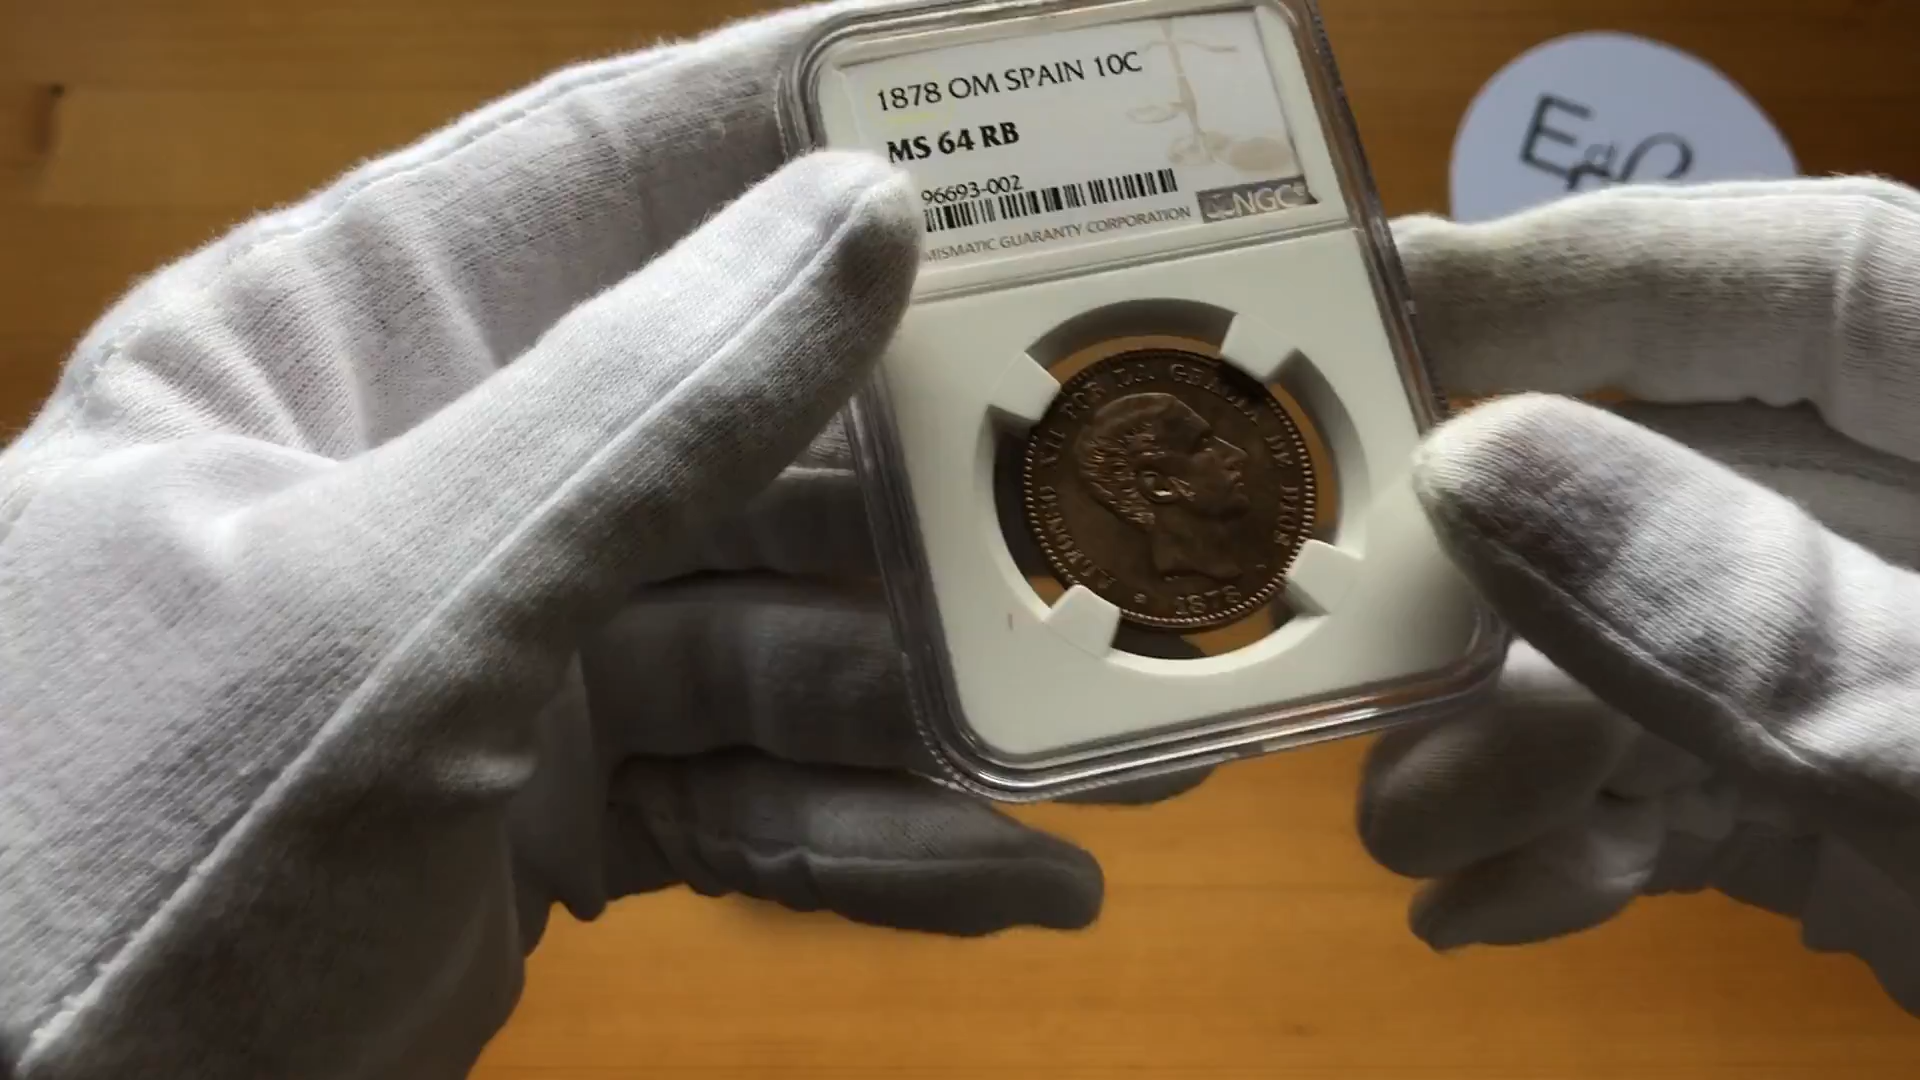 1878 OM SPAIN 10C
MS 64 RB
96693-002
NGC
MISMATIC GUARANTY CORPORATION
ALFONSO XII POR LA GRACIA DE DIOS
1878